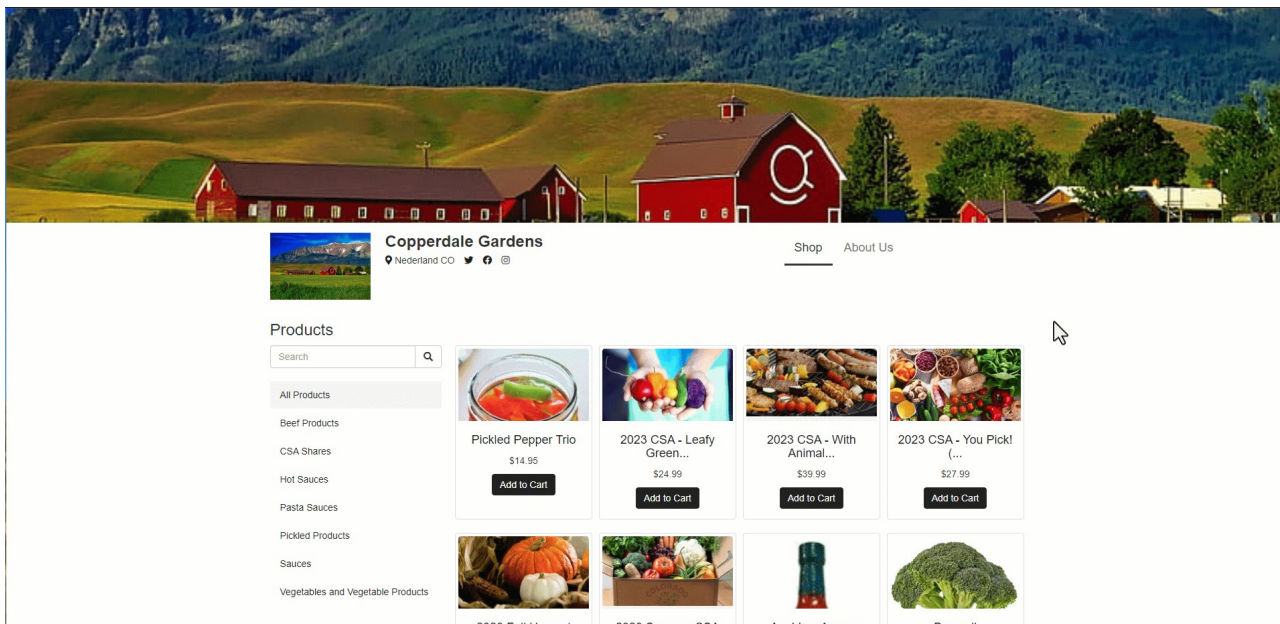 Copperdale Gardens
Nederland CO
Shop
About Us
Products
Search
All Products
Beef Products
CSA Shares
Hot Sauces
Pasta Sauces
Pickled Products
Sauces
Vegetables and Vegetable Products
Pickled Pepper Trio
$14.95
Add to Cart
2023 CSA - Leafy
Green...
$24.99
Add to Cart
2023 CSA - With
Animal...
$39.99
Add to Cart
2023 CSA - You Pick!
(...
$27.99
Add to Cart